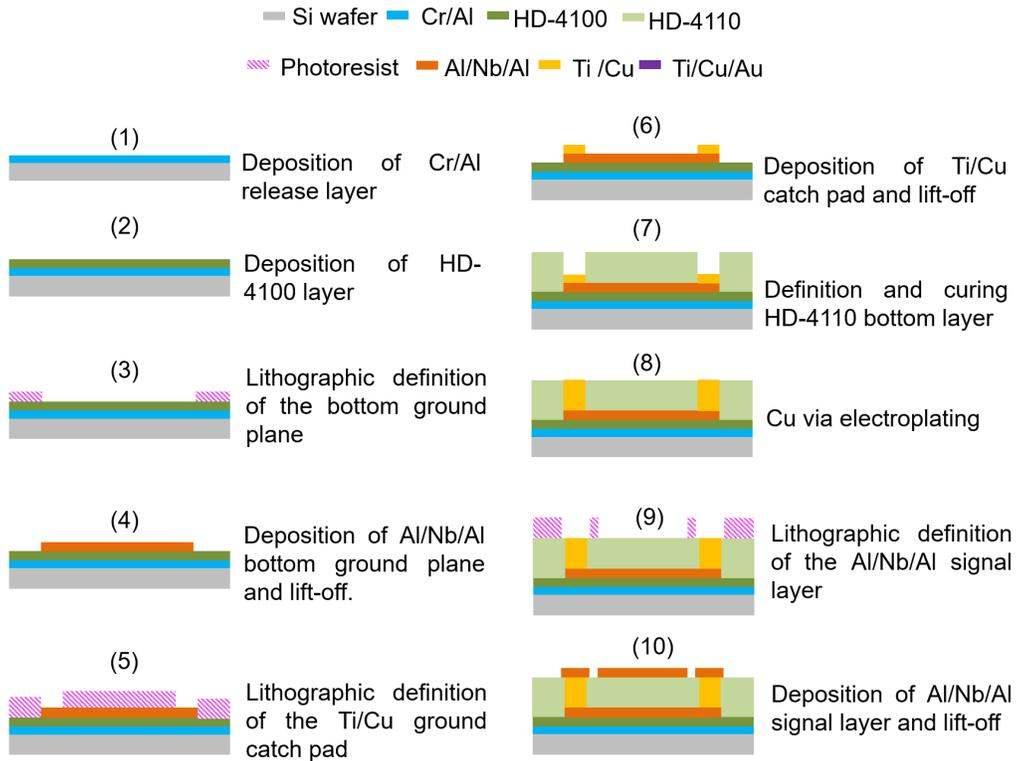 Si wafer Cr/Al HD-4100 HD-4110
Photoresist Al/Nb/Al Ti /Cu Ti/Cu/Au
(1)
Deposition of Cr/Al
release layer
(2)
Deposition of HD-
4100 layer
(3)
Lithographic definition
of the bottom ground
plane
(4)
Deposition of Al/Nb/Al
bottom ground plane
and lift-off.
(5)
Lithographic definition
of the Ti/Cu ground
catch pad
(6)
Deposition of Ti/Cu
catch pad and lift-off
(7)
Definition and curing
HD-4110 bottom layer
(8)
Cu via electroplating
(9)
Lithographic definition
of the Al/Nb/Al signal
layer
(10)
Deposition of Al/Nb/Al
signal layer and lift-off